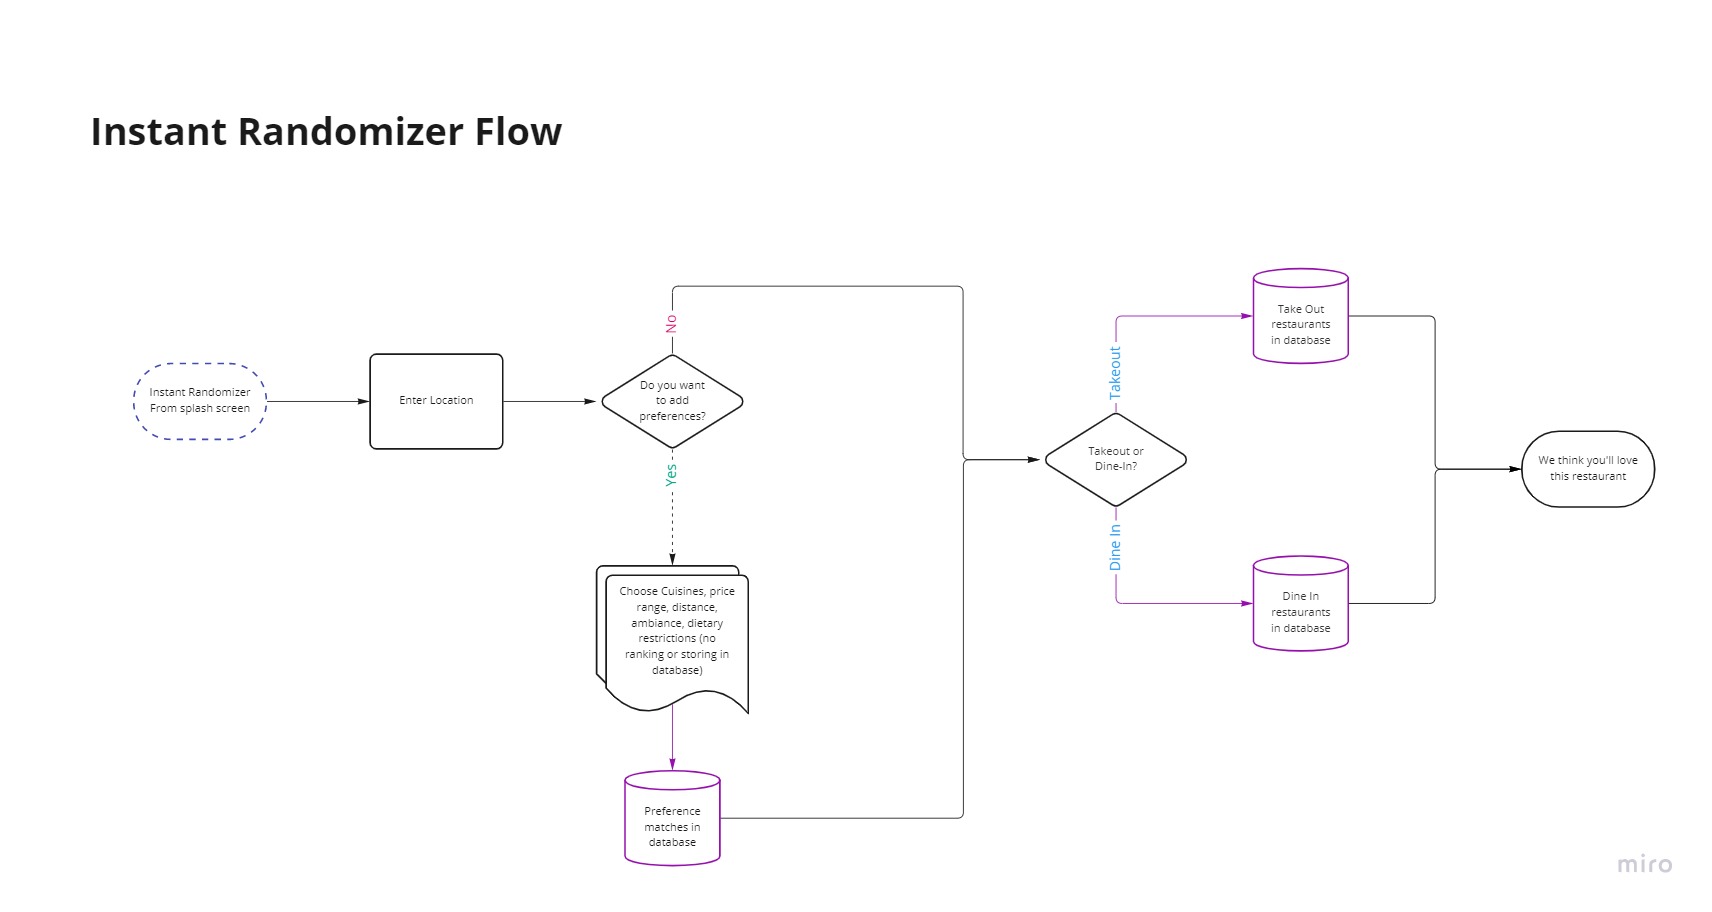 Instant Randomizer Flow
Instant Randomizer
From splash screen
Enter Location
No
Do you want
to add
preferences?
Yes
Choose Cuisines, price
range, distance,
ambiance, dietary
restrictions (no
ranking or storing in
database)
Preference
matches in
database
Takeout
Takeout or
Dine-In?
Dine In
Take Out
restaurants
in database
Dine In
restaurants
in database
We think you'll love
this restaurant
miro